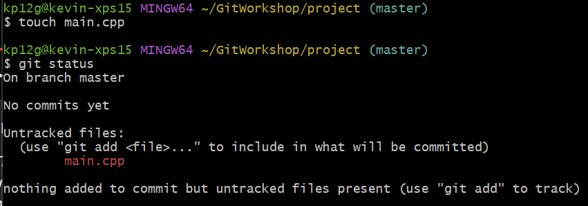 kp12g@kevin-xps15 MINGW64 ~/GitWorkshop/project (master)
$ touch main.cpp
kp12g@kevin-xps15 MINGW64 ~/GitWorkshop/project (master)
$ git status
On branch master
No commits yet
Untracked files:
(use "git add <file>..." to include in what will be committed)
main.cpp
nothing added to commit but untracked files present (use "git add" to track)